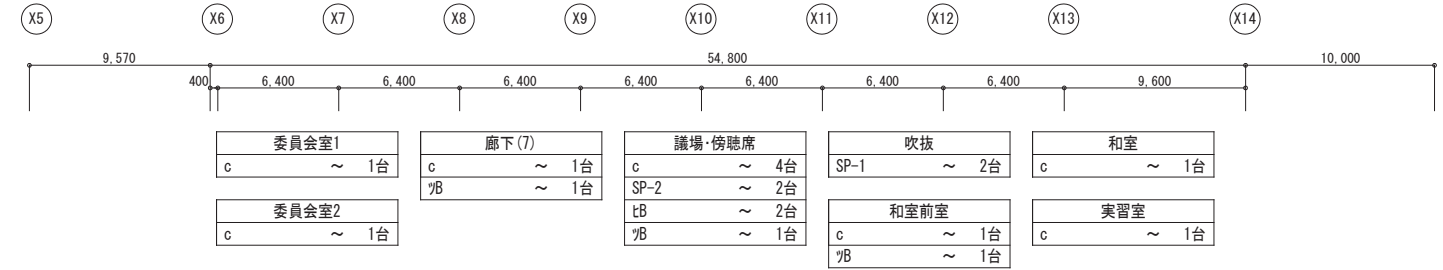 X5 X6 X7 X8 X9 X10 X11 X12 X13 X14
9,570 54,800 10,000
400 6,400 6,400 6,400 6,400 6,400 6,400 6,400 9,600
委員会室1
c ～ 1台
委員会室2
c ～ 1台
廊下(7)
c ～ 1台
ツB ～ 1台
議場・傍聴席
c ～ 4台
SP-2 ～ 2台
ヒB ～ 2台
ツB ～ 1台
吹抜
SP-1 ～ 2台
和室前室
c ～ 1台
ツB ～ 1台
和室
c ～ 1台
実習室
c ～ 1台